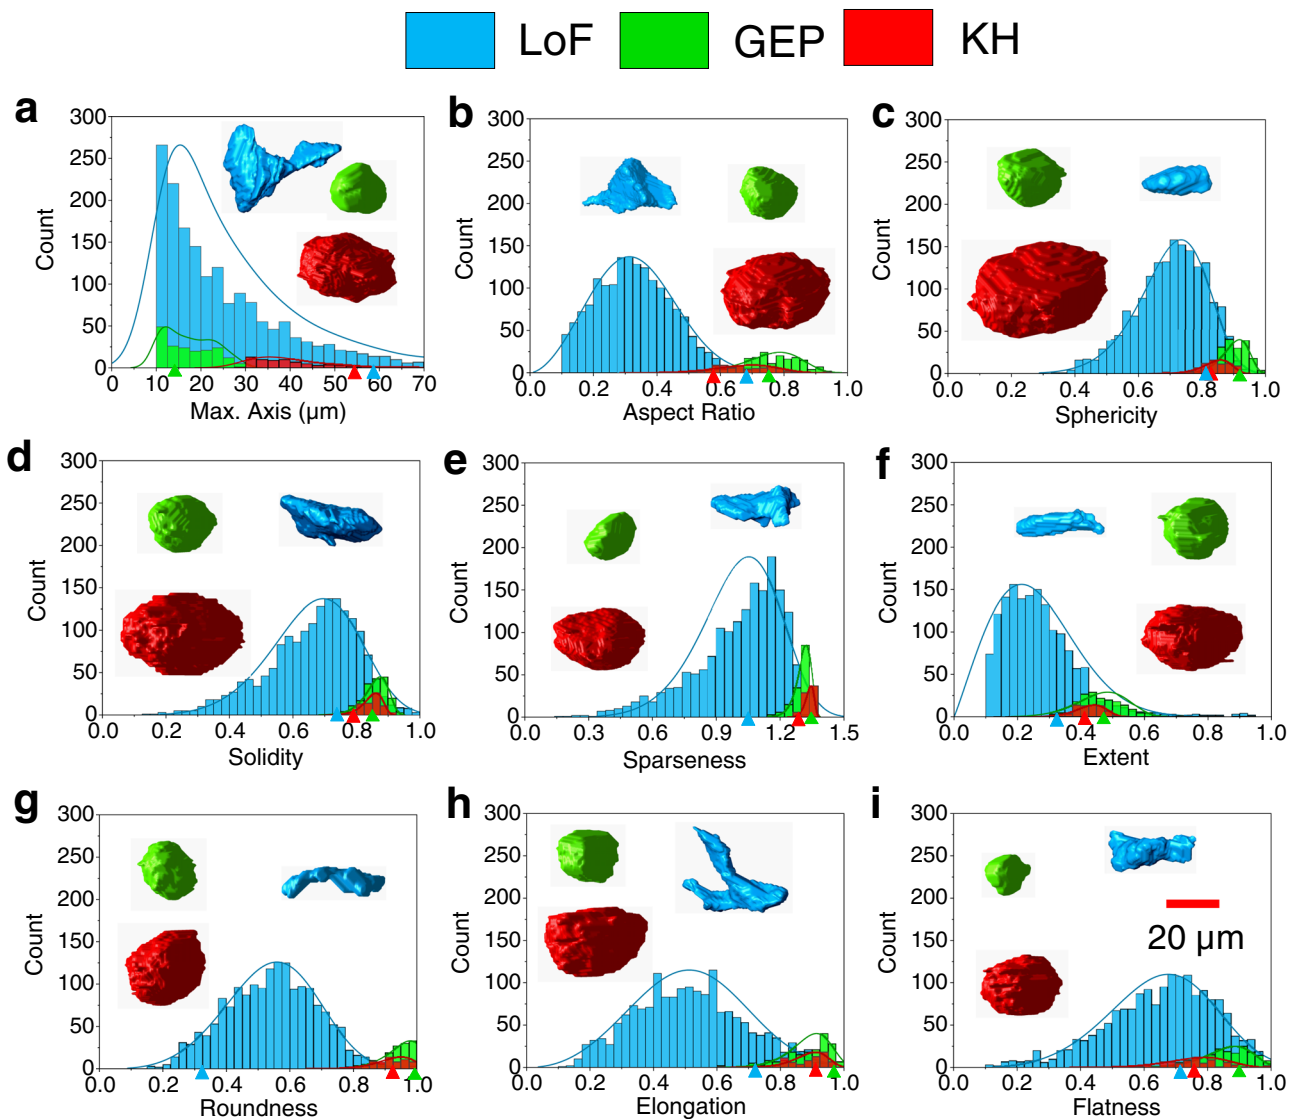 LoF GEP KH
a
300
250
200
150
100
50
0
Count
0 10 20 30 40 50 60 70
Max. Axis (µm)
b
300
250
200
150
100
50
0
Count
0.0 0.2 0.4 0.6 0.8 1.0
Aspect Ratio
c
300
250
200
150
100
50
0
Count
0.0 0.2 0.4 0.6 0.8 1.0
Sphericity
d
300
250
200
150
100
50
0
Count
0.0 0.2 0.4 0.6 0.8 1.0
Solidity
e
300
250
200
150
100
50
0
Count
0.0 0.3 0.6 0.9 1.2 1.5
Sparseness
f
300
250
200
150
100
50
0
Count
0.0 0.2 0.4 0.6 0.8 1.0
Extent
g
300
250
200
150
100
50
0
Count
0.0 0.2 0.4 0.6 0.8 1.0
Roundness
h
300
250
200
150
100
50
0
Count
0.0 0.2 0.4 0.6 0.8 1.0
Elongation
i
300
250
200
150
100
50
0
Count
20 µm
0.0 0.2 0.4 0.6 0.8 1.0
Flatness